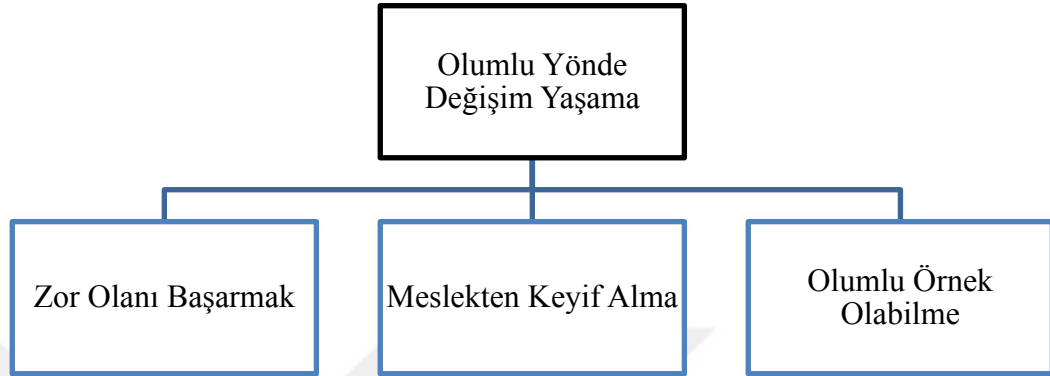 Olumlu Yönde
Değişim Yaşama
Zor Olanı Başarmak
Meslekten Keyif Alma
Olumlu Örnek
Olabilme